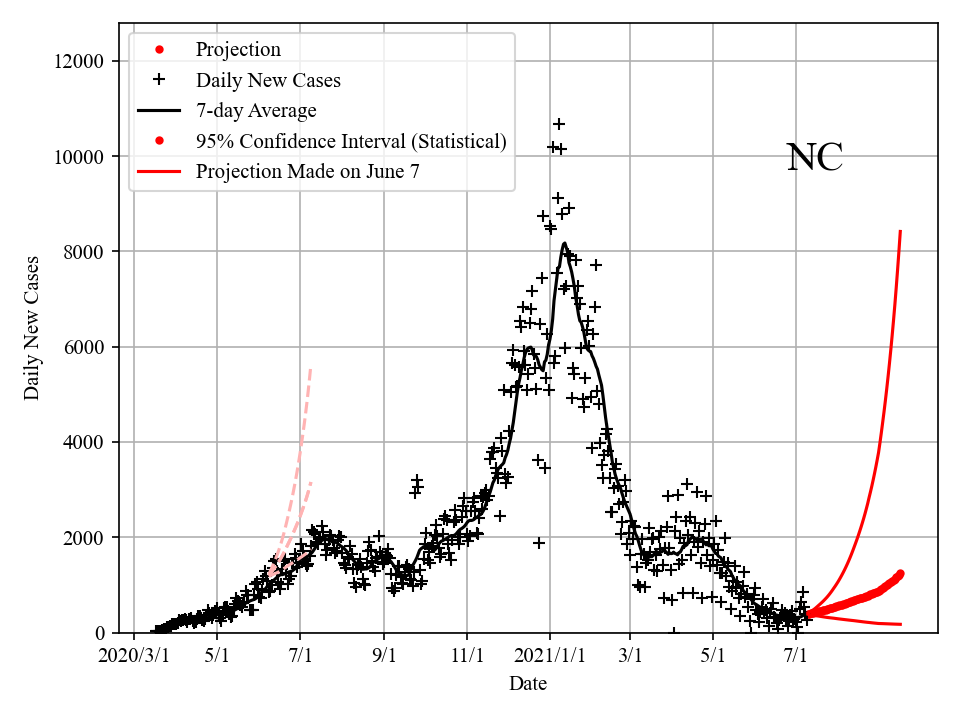 Projection
Daily New Cases
7-day Average
95% Confidence Interval (Statistical)
Projection Made on June 7
NC
Daily New Cases
12000
10000
8000
6000
4000
2000
0
2020/3/1 5/1 7/1 9/1 11/1 2021/1/1 3/1 5/1 7/1
Date